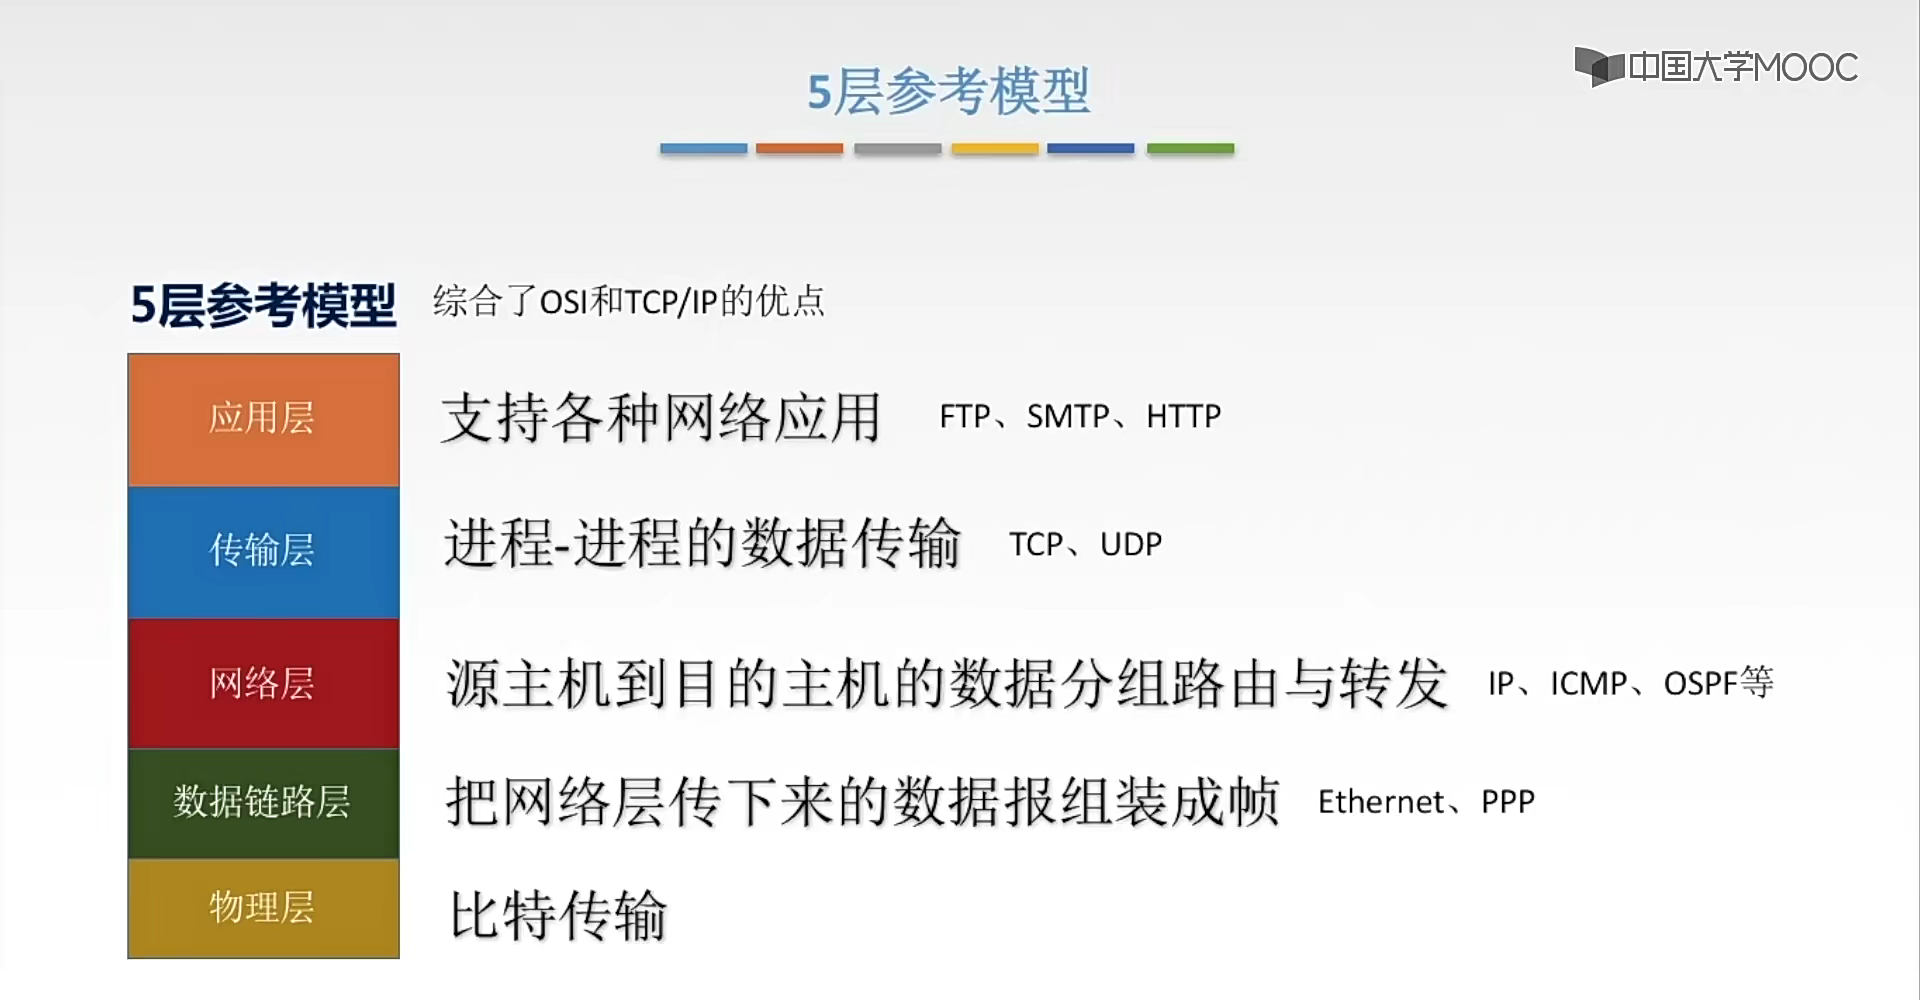 中国大学MOOC
5层参考模型
5层参考模型 综合了OSI和TCP/IP的优点
应用层 支持各种网络应用 FTP、SMTP、HTTP
传输层 进程-进程的数据传输 TCP、UDP
网络层 源主机到目的主机的数据分组路由与转发 IP、ICMP、OSPF等
数据链路层 把网络层传下来的数据报组装成帧 Ethernet、PPP
物理层 比特传输